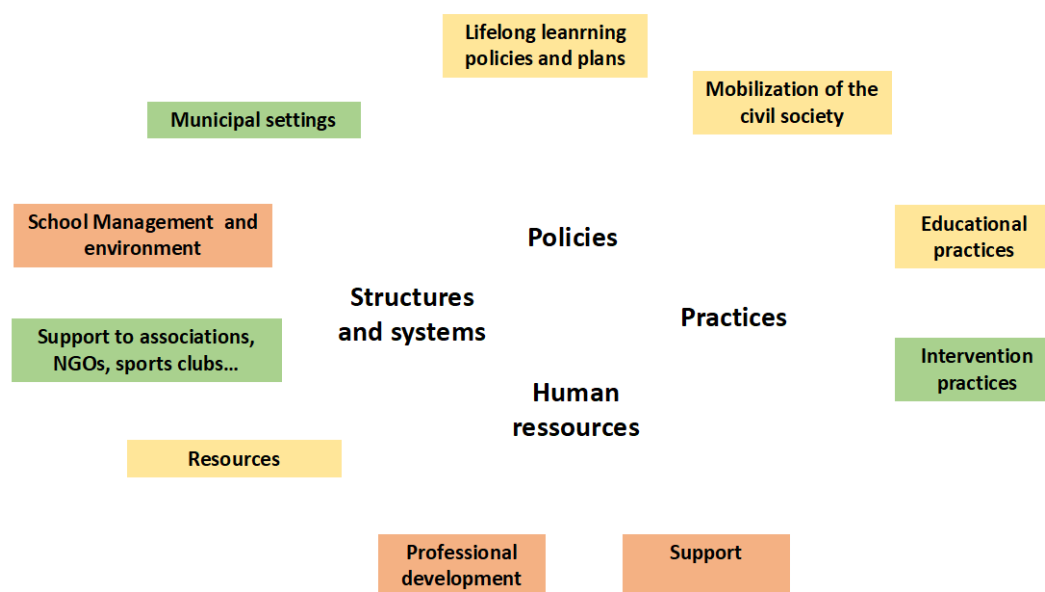 Lifelong leanrning
policies and plans
Mobilization of the
civil society
Municipal settings
School Management and
environment
Policies
Educational
practices
Structures
and systems
Practices
Support to associations,
NGOs, sports clubs...
Intervention
practices
Human
ressources
Resources
Professional
development
Support